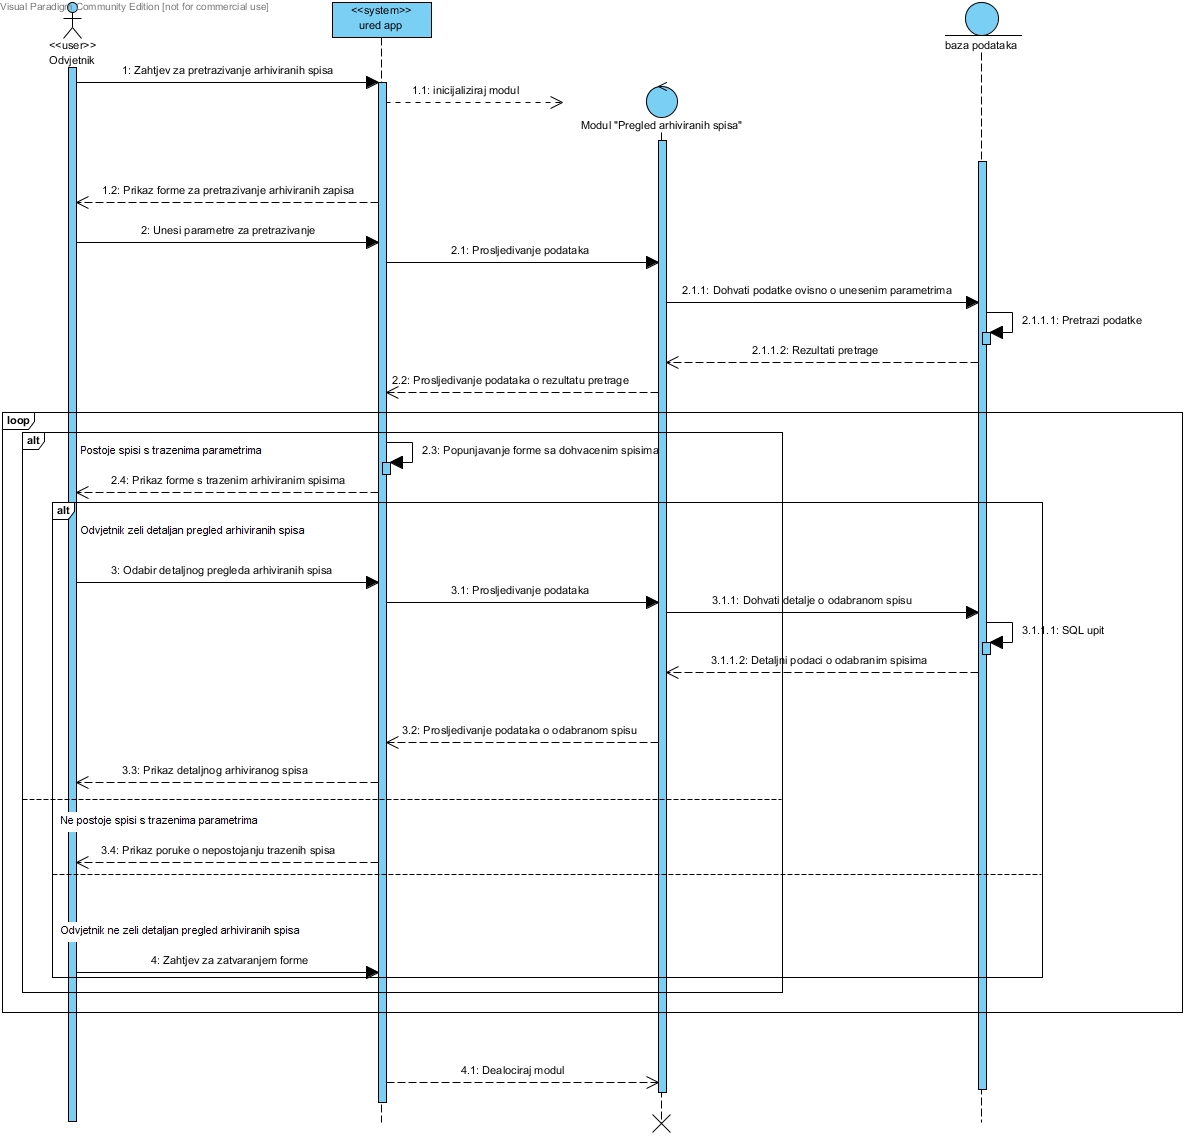 Visual Paradigm Community Edition [not for commercial use]
<<user>>
Odvjetnik
<<system>>
ured app
baza podataka
1: Zahtjev za pretrazivanje arhiviranih spisa
1.1: inicijaliziraj modul
Modul "Pregled arhiviranih spisa"
1.2: Prikaz forme za pretrazivanje arhiviranih zapisa
2: Unesi parametre za pretrazivanje
2.1: Prosljedivanje podataka
2.1.1: Dohvati podatke ovisno o unesenim parametrima
2.1.1.1: Pretrazi podatke
2.1.1.2: Rezultati pretrage
2.2: Prosljedivanje podataka o rezultatu pretrage
loop
alt
Postoje spisi s trazenima parametrima
2.3: Popunjavanje forme sa dohvacenim spisima
2.4: Prikaz forme s trazenim arhiviranim spisima
alt
Odvjetnik zeli detaljan pregled arhiviranih spisa
3: Odabir detaljnog pregleda arhiviranih spisa
3.1: Prosljedivanje podataka
3.1.1: Dohvati detalje o odabranom spisu
3.1.1.1: SQL upit
3.1.1.2: Detaljni podaci o odabranim spisima
3.2: Prosljedivanje podataka o odabranom spisu
3.3: Prikaz detaljnog arhiviranog spisa
Ne postoje spisi s trazenima parametrima
3.4: Prikaz poruke o nepostojanju trazenih spisa
Odvjetnik ne zeli detaljan pregled arhiviranih spisa
4: Zahtjev za zatvaranjem forme
4.1: Dealociraj modul